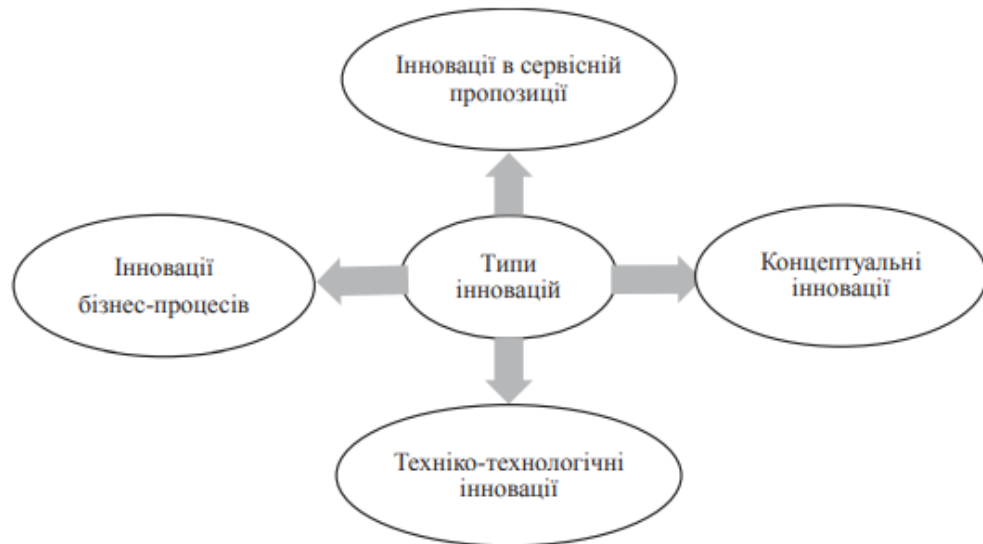 Інновації в сервісній
пропозиції
Інновації
бізнес-процесів
Типи
інновацій
Концептуальні
інновації
Техніко-технологічні
інновації